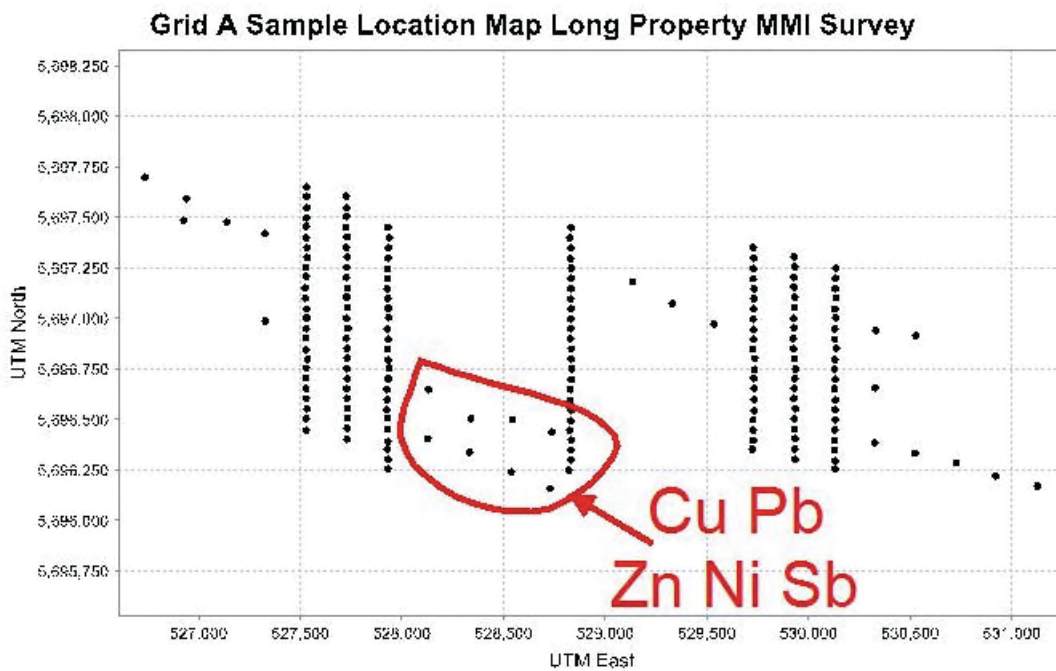 Grid A Sample Location Map Long Property MMI Survey
5,698,250
5,698,000
5,697,750
5,697,500
5,697,250
5,697,000
5,696,750
5,696,500
5,696,250
5,696,000
5,695,750
UTM North
Cu Pb
Zn Ni Sb
527,000 527,500 528,000 528,500 529,000 529,500 530,000 530,500 531,000
UTM East